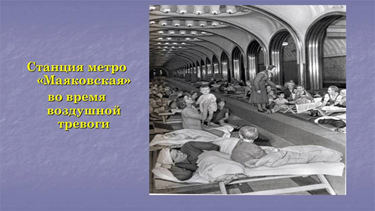 Станция метро
«Маяковская»
во время
воздушной
тревоги